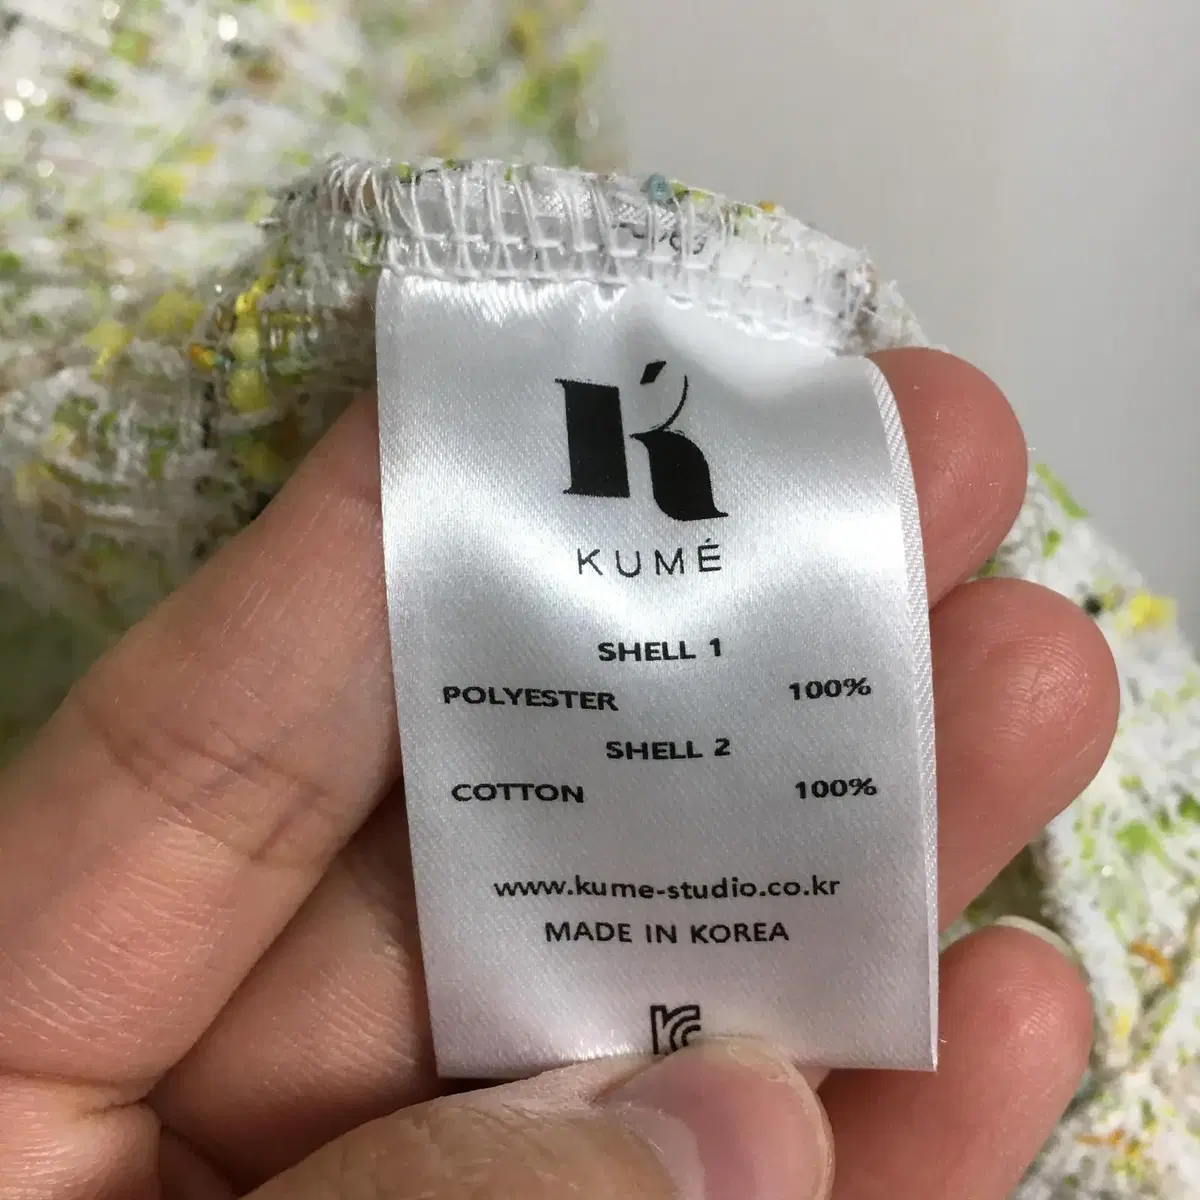 K
KUMÉ
SHELL 1
POLYESTER 100%
SHELL 2
COTTON 100%
www.kume-studio.co.kr
MADE IN KOREA
KC